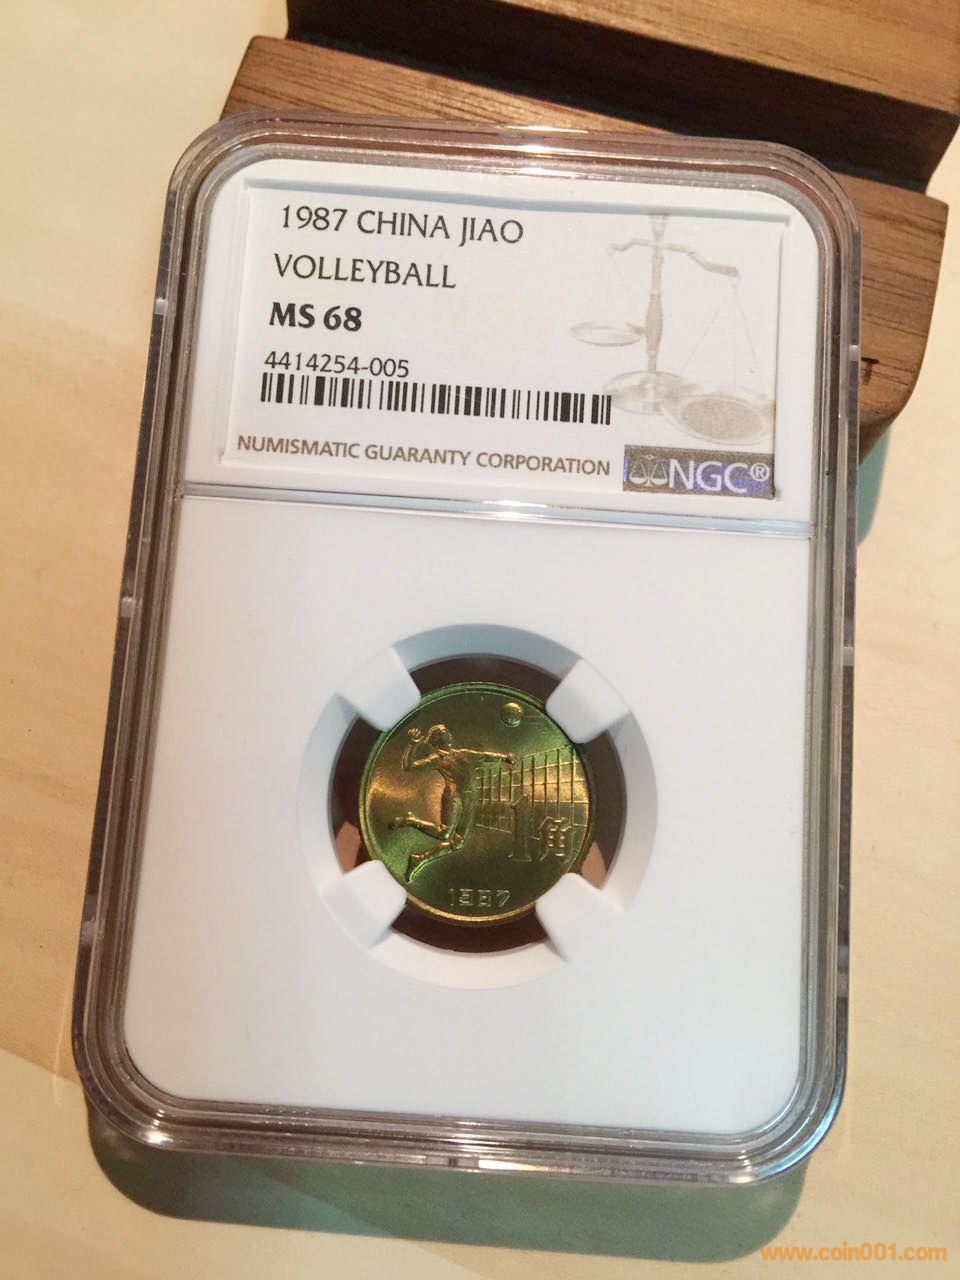 1987 CHINA JIAO
VOLLEYBALL
MS 68
4414254-005
NUMISMATIC GUARANTY CORPORATION
NGC®
1角
1987
www.coin001.com